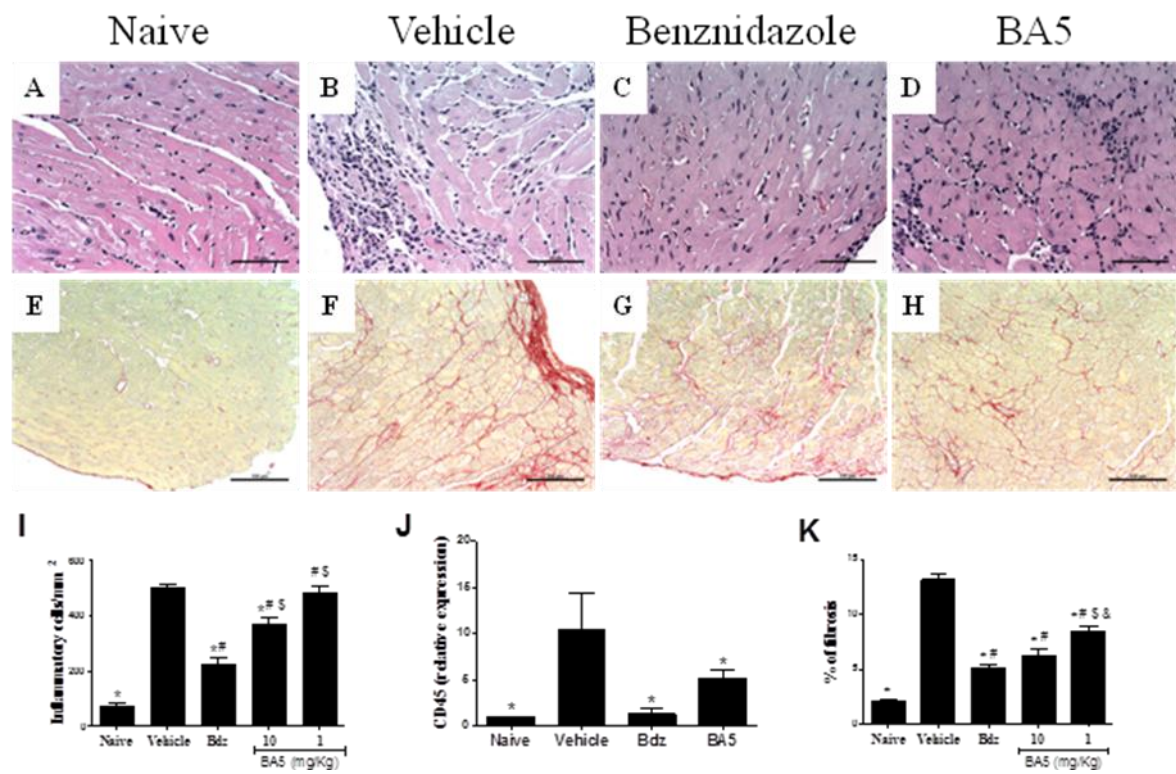 Naive Vehicle Benznidazole BA5
A B C D
E F G H
I
Inflammatory cells/mm 2
600
400
200
0
*
*#
*# $
# $
Naive Vehicle Bdz 10 1
BA5 (mg/Kg)
J
CD45 (relative expression)
20
15
10
5
0
*
*
*
Naive Vehicle Bdz BA5
K
% of fibrosis
15
10
5
0
*
* #
* #
*# $ &
Naive Vehicle Bdz 10 1
BA5 (mg/Kg)